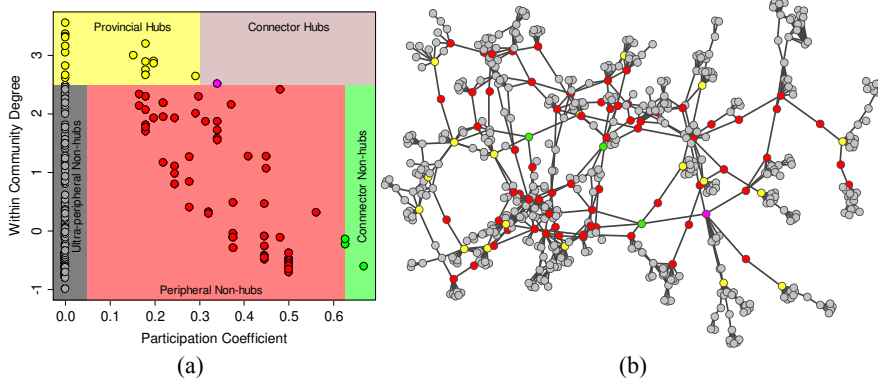 Provincial Hubs
Connector Hubs
Within Community Degree
3
2
1
0
-1
Ultra-peripheral Non-hubs
Connnector Non-hubs
Peripheral Non-hubs
0.0 0.1 0.2 0.3 0.4 0.5 0.6
Participation Coefficient
(a)
(b)